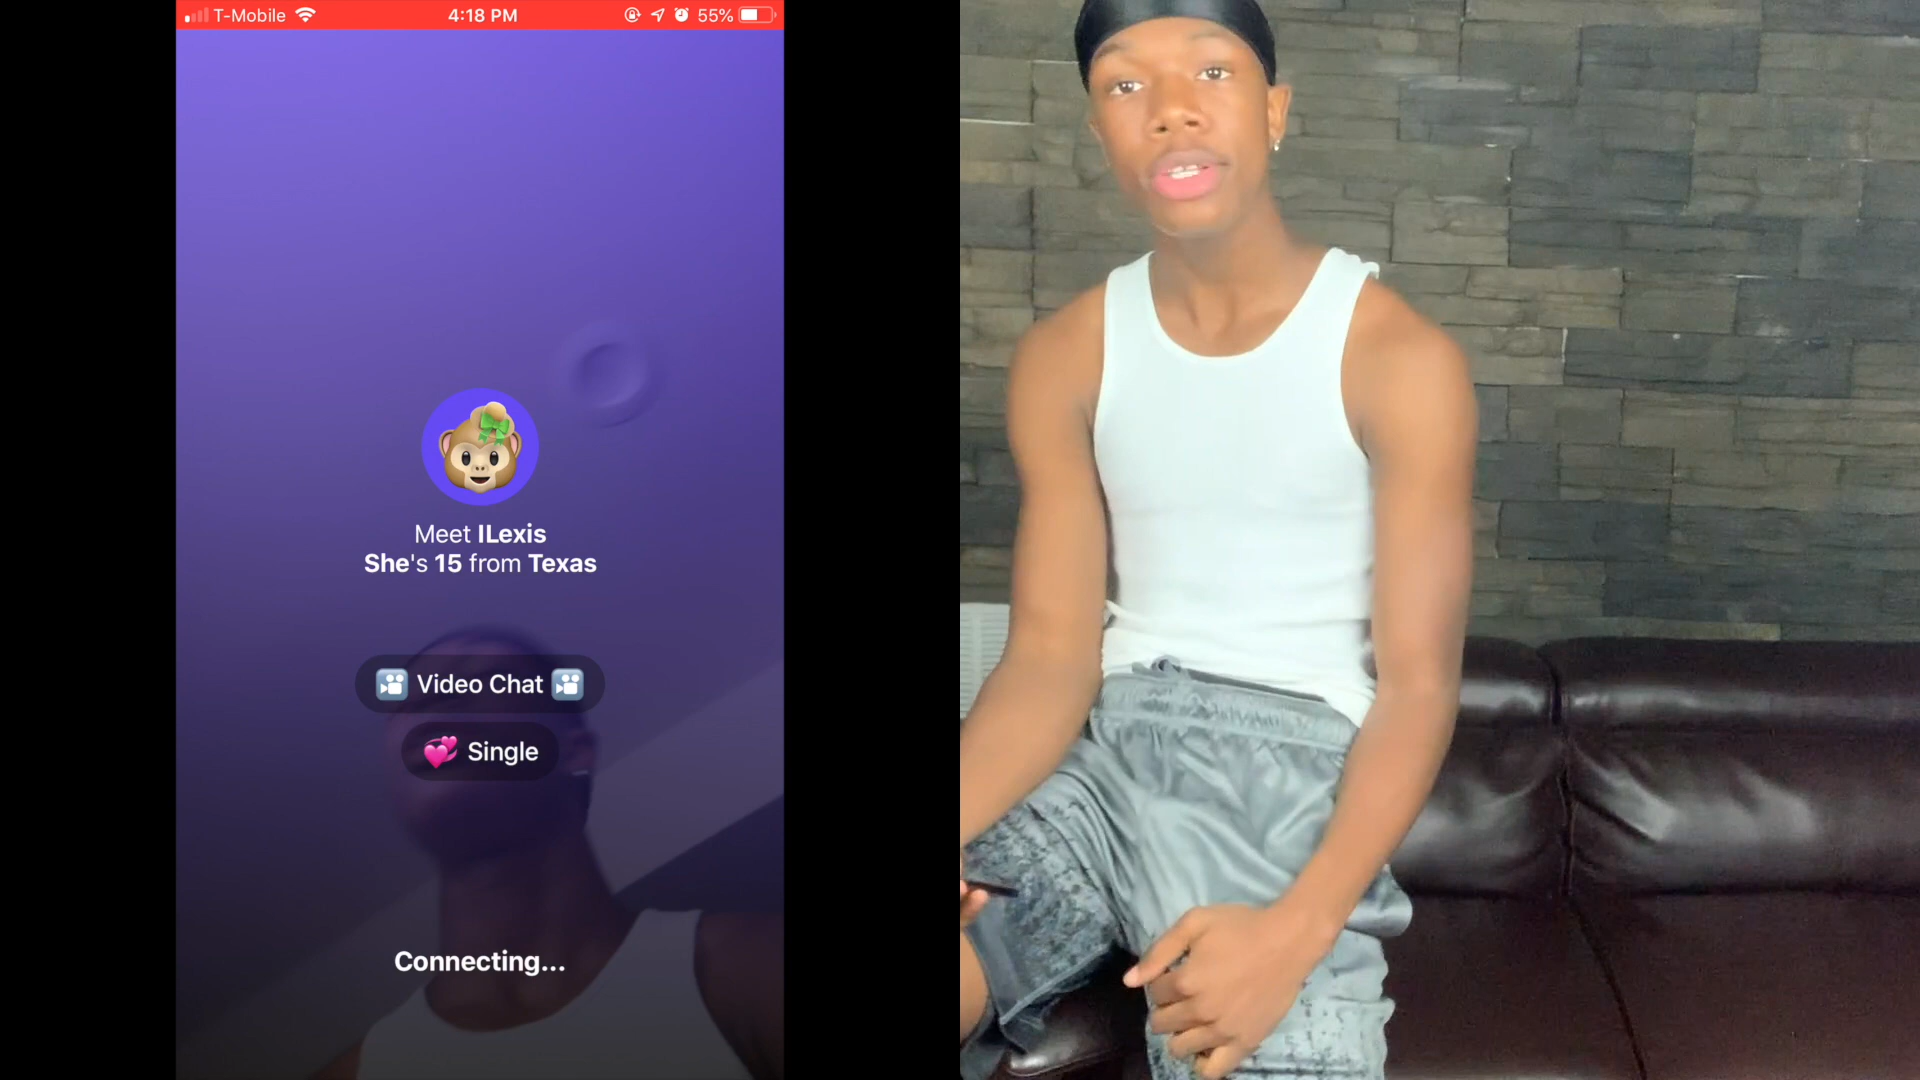 T-Mobile 4:18 PM 55%
Meet ILexis
She's 15 from Texas
Video Chat
Single
Connecting...